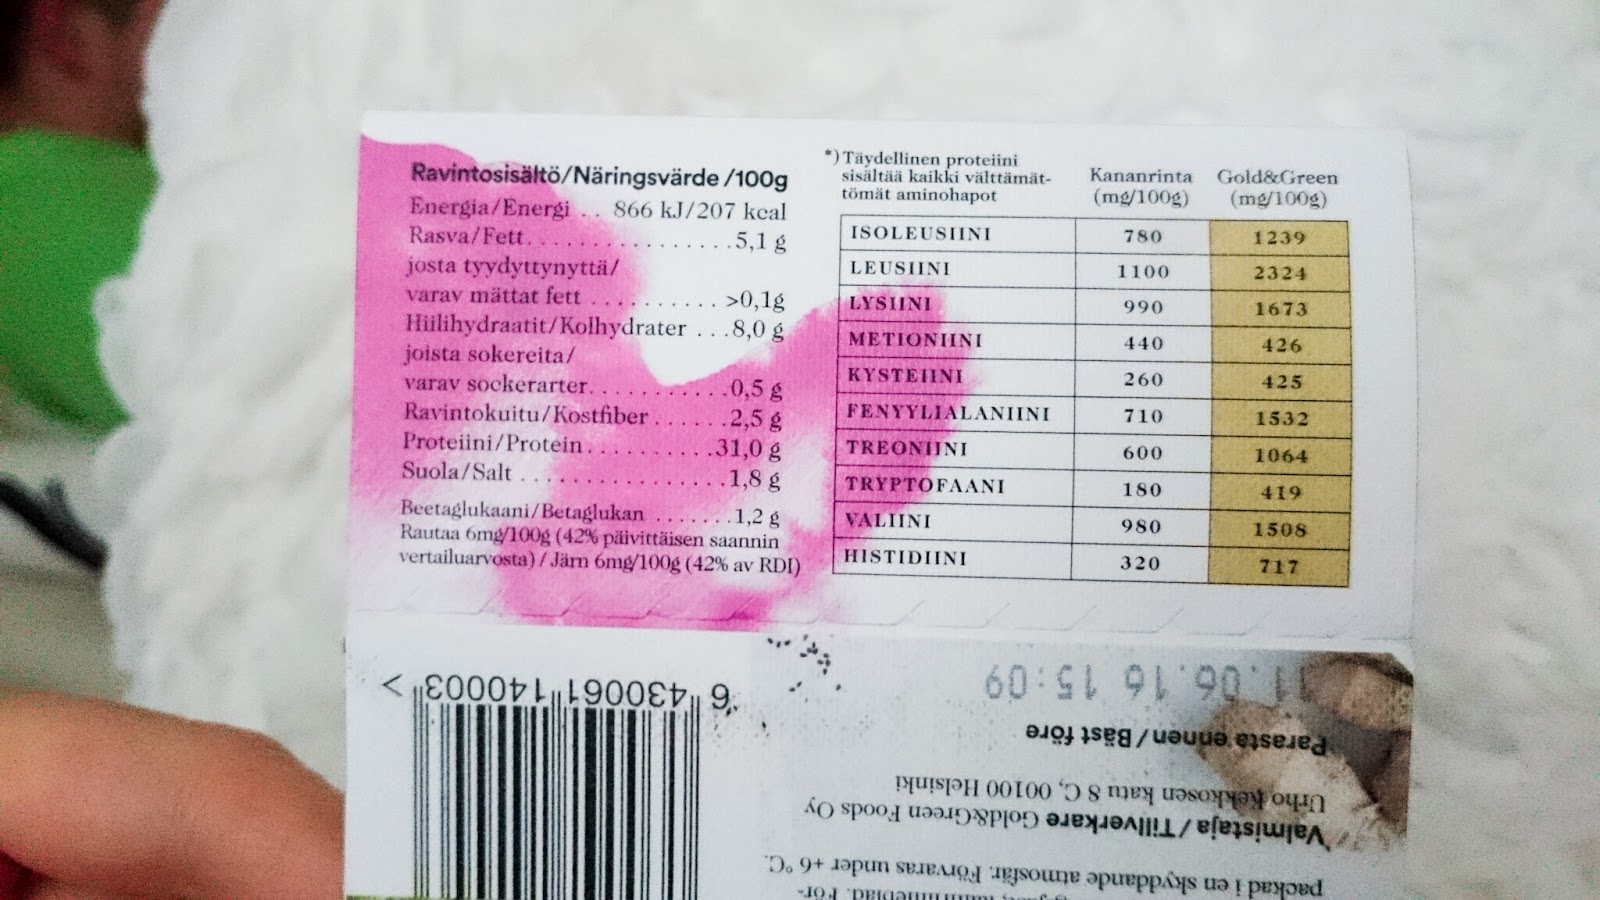 Ravintosisältö/Näringsvärde /100g
Energia/Energi .. 866 kJ/207 kcal
Rasva/Fett.................5,1 g
josta tyydyttynyttä/
varav mättat fett .......... >0,1g
Hiilihydraatit/Kolhydrater ...8,0 g
joista sokereita/
varav sockerarter...........0,5 g
Ravintokuitu/Kostfiber ......2,5 g
Proteiini/Protein..........31,0 g
Suola/Salt .................1,8 g
Beetaglukaani/Betaglukan .......1,2 g
Rautaa 6mg/100g (42% päivittäisen saannin
vertailuarvosta) / Järn 6mg/100g (42% av RDI)
*) Täydellinen proteiini
sisältää kaikki välttämät-
tömät aminohapot
Kananrinta
(mg/100g)
Gold&Green
(mg/100g)
ISOLEUSIINI 780 1239
LEUSIINI 1100 2324
LYSIINI 990 1673
METIONIINI 440 426
KYSTEIINI 260 425
FENYYLIALANIINI 710 1532
TREONIINI 600 1064
TRYPTOFAANI 180 419
VALIINI 980 1508
HISTIDIINI 320 717
packad i en skyddande atmosfär. Förvaras under +6 °C.
Valmistaja/Tillverkare Gold&Green Foods Oy
Urho Kekkosen katu 8 C, 00100 Helsinki
Parasta ennen/Bäst före
11.06.16 15:09
6 430061 140003 >